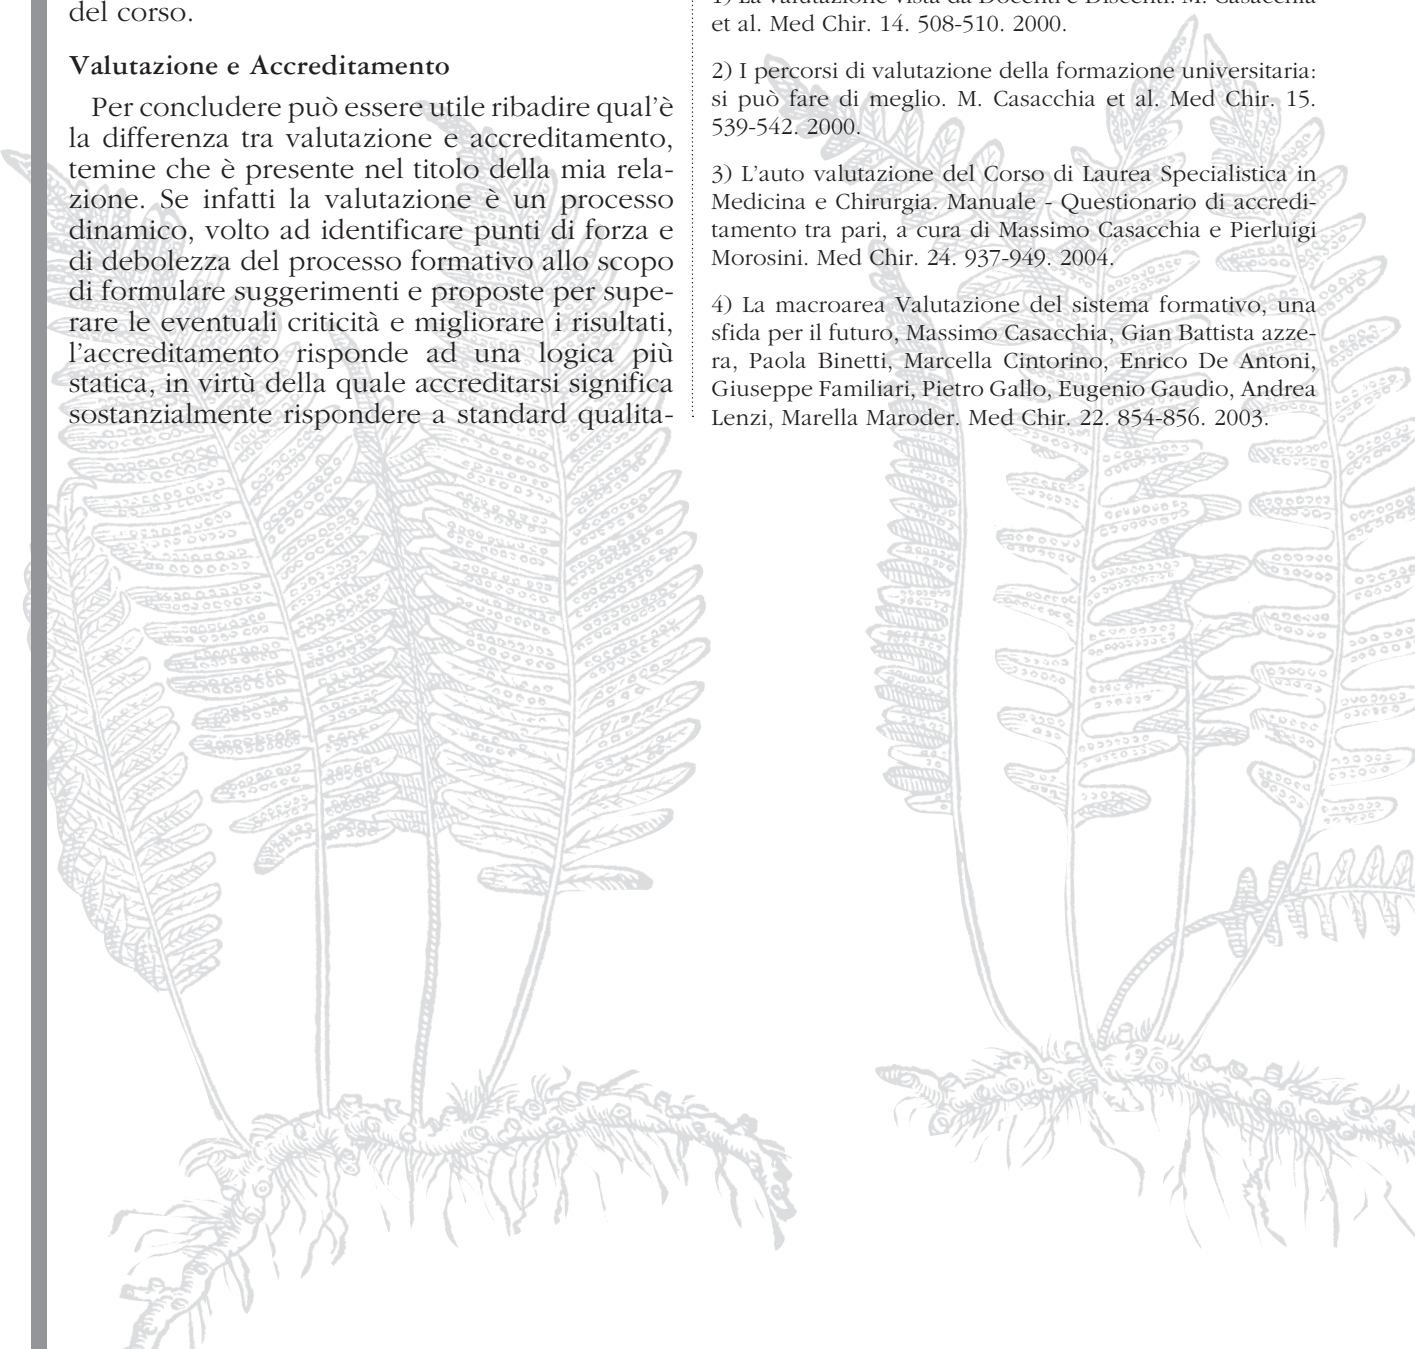 del corso.
Valutazione e Accreditamento
Per concludere può essere utile ribadire qual'è
la differenza tra valutazione e accreditamento,
temine che è presente nel titolo della mia rela-
zione. Se infatti la valutazione è un processo
dinamico, volto ad identificare punti di forza e
di debolezza del processo formativo allo scopo
di formulare suggerimenti e proposte per supe-
rare le eventuali criticità e migliorare i risultati,
l'accreditamento risponde ad una logica più
statica, in virtù della quale accreditarsi significa
sostanzialmente rispondere a standard qualita-
1) La valutazione vista da Docenti e Discenti. M. Casacchia
et al. Med Chir. 14. 508-510. 2000.
2) I percorsi di valutazione della formazione universitaria:
si può fare di meglio. M. Casacchia et al. Med Chir. 15.
539-542. 2000.
3) L'auto valutazione del Corso di Laurea Specialistica in
Medicina e Chirurgia. Manuale - Questionario di accredi-
tamento tra pari, a cura di Massimo Casacchia e Pierluigi
Morosini. Med Chir. 24. 937-949. 2004.
4) La macroarea Valutazione del sistema formativo, una
sfida per il futuro, Massimo Casacchia, Gian Battista azze-
ra, Paola Binetti, Marcella Cintorino, Enrico De Antoni,
Giuseppe Familiari, Pietro Gallo, Eugenio Gaudio, Andrea
Lenzi, Marella Maroder. Med Chir. 22. 854-856. 2003.